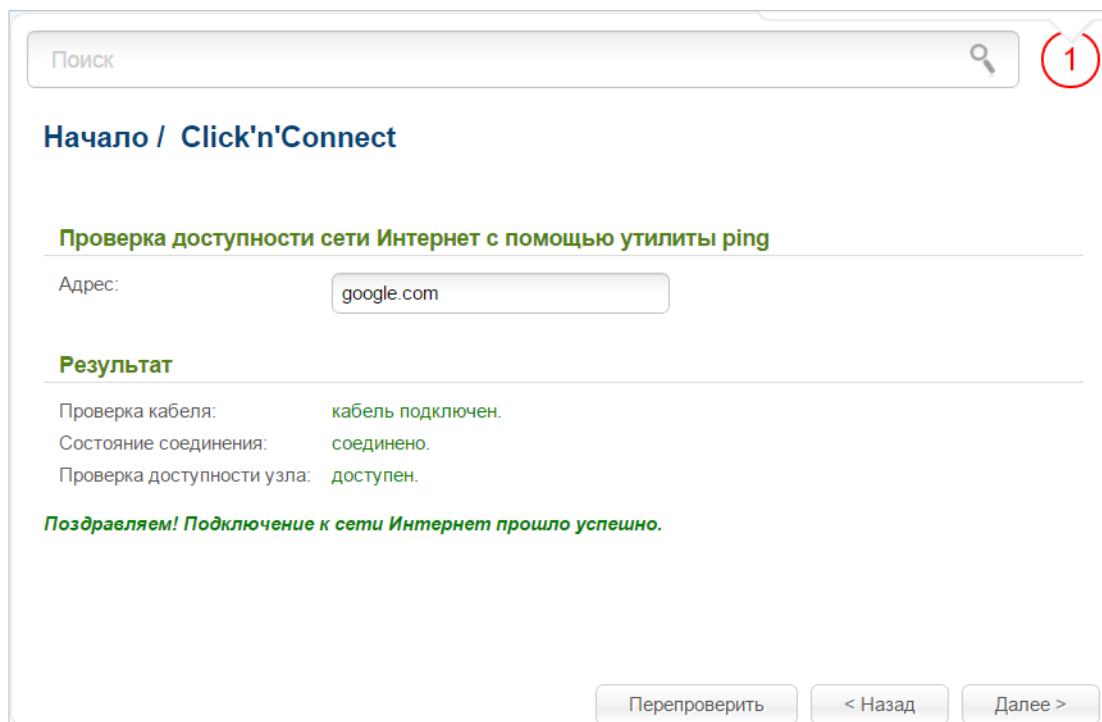 Поиск
1
Начало / Click'n'Connect
Проверка доступности сети Интернет с помощью утилиты ping
Адрес: google.com
Результат
Проверка кабеля: кабель подключен.
Состояние соединения: соединено.
Проверка доступности узла: доступен.
Поздравляем! Подключение к сети Интернет прошло успешно.
Перепроверить < Назад Далее >